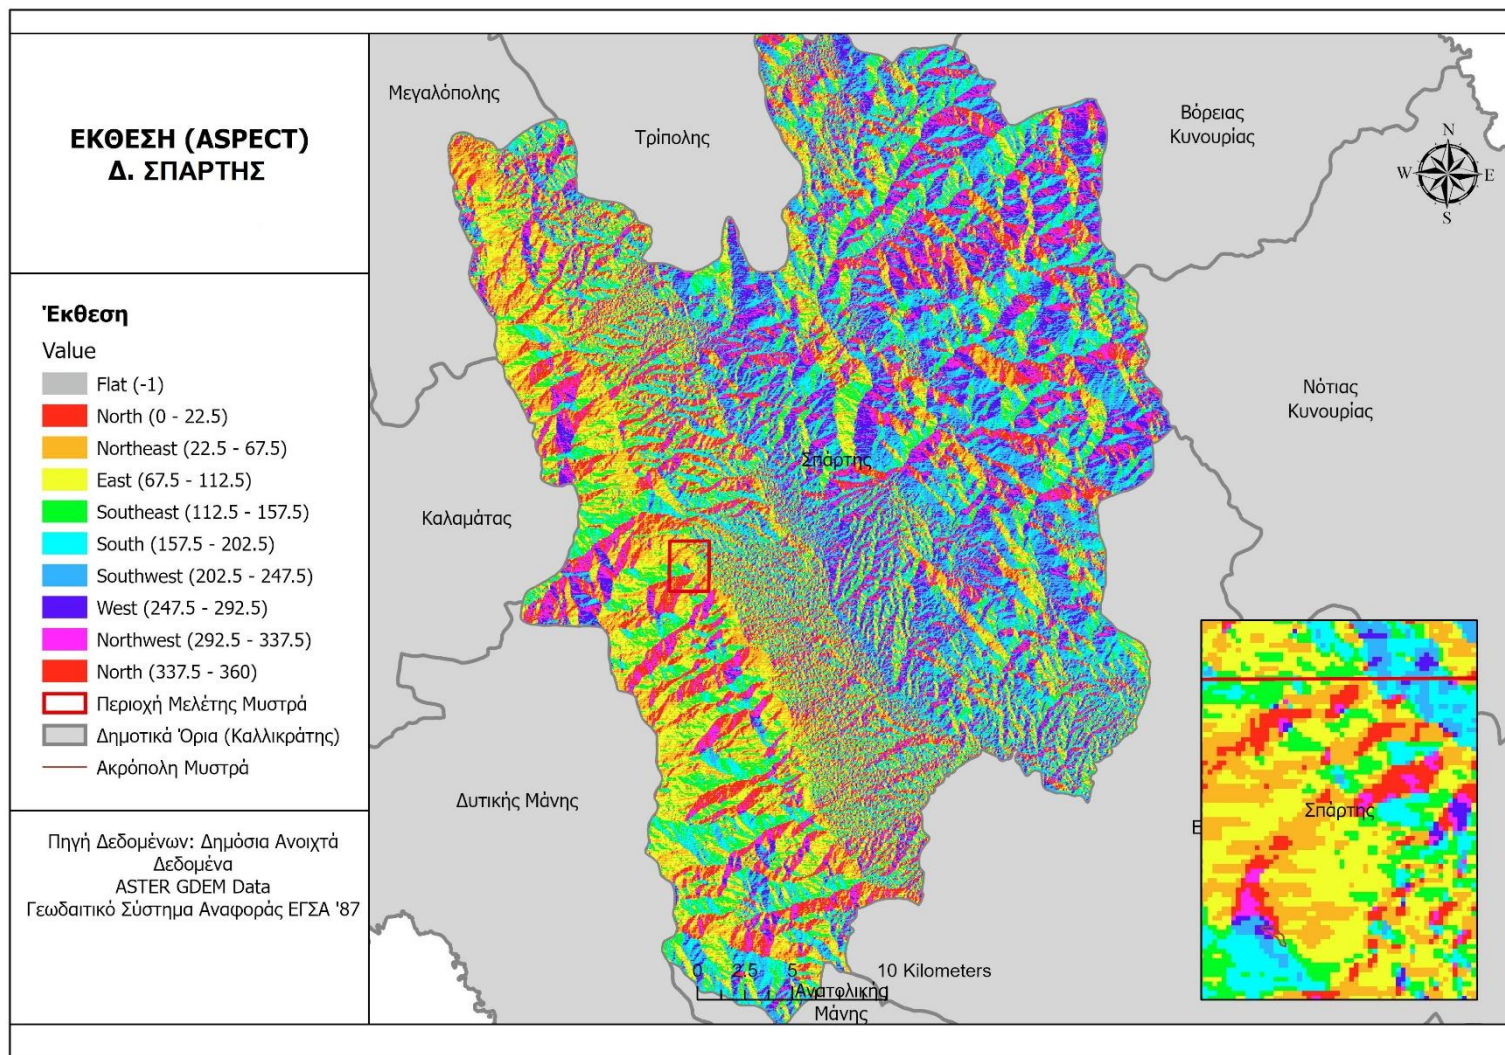 ΕΚΘΕΣΗ (ASPECT)
Δ. ΣΠΑΡΤΗΣ
Έκθεση
Value
Flat (-1)
North (0 - 22.5)
Northeast (22.5 - 67.5)
East (67.5 - 112.5)
Southeast (112.5 - 157.5)
South (157.5 - 202.5)
Southwest (202.5 - 247.5)
West (247.5 - 292.5)
Northwest (292.5 - 337.5)
North (337.5 - 360)
Περιοχή Μελέτης Μυστρά
Δημοτικά Όρια (Καλλικράτης)
Ακρόπολη Μυστρά
Πηγή Δεδομένων: Δημόσια Ανοιχτά
Δεδομένα
ASTER GDEM Data
Γεωδαιτικό Σύστημα Αναφοράς ΕΓΣΑ '87
Μεγαλόπολης
Τρίπολης
Βόρειας
Κυνουρίας
N
W E
S
Νότιας
Κυνουρίας
Σπάρτης
Καλαμάτας
Δυτικής Μάνης
Ε
Σπάρτης
0 2.5 5 10 Kilometers
Ανατολικής
Μάνης